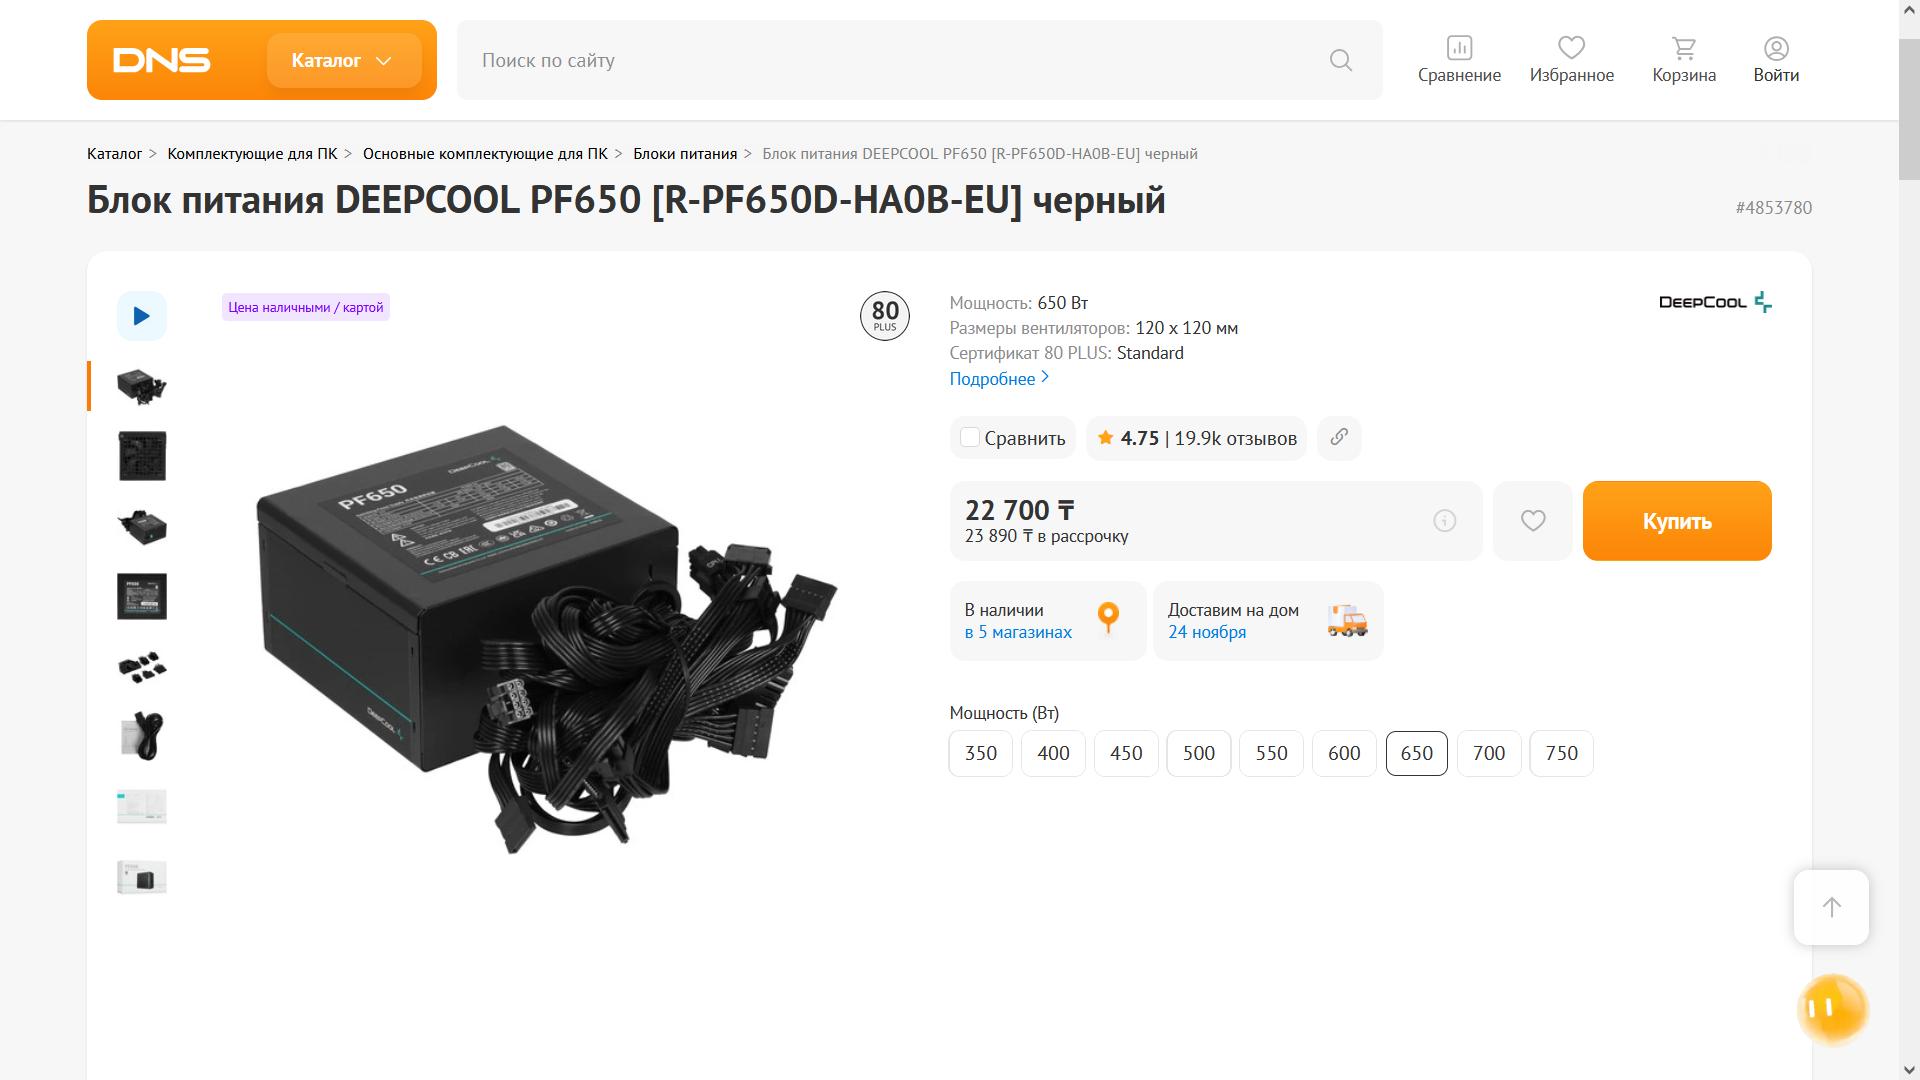 DNS
Каталог
Поиск по сайту
Сравнение
Избранное
Корзина
Войти
Каталог > Комплектующие для ПК > Основные комплектующие для ПК > Блоки питания > Блок питания DEEPCOOL PF650 [R-PF650D-HA0B-EU] черный
Блок питания DEEPCOOL PF650 [R-PF650D-HA0B-EU] черный
#4853780
Цена наличными / картой
80
PLUS
DEEPCOOL
PF650
DEEPCOOL
Мощность: 650 Вт
Размеры вентиляторов: 120 x 120 мм
Сертификат 80 PLUS: Standard
Подробнее
DEEPCOOL
Сравнить
4.75 | 19.9k отзывов
22 700 ₸
23 890 ₸ в рассрочку
Купить
В наличии
в 5 магазинах
Доставим на дом
24 ноября
Мощность (Вт)
350 400 450 500 550 600 650 700 750